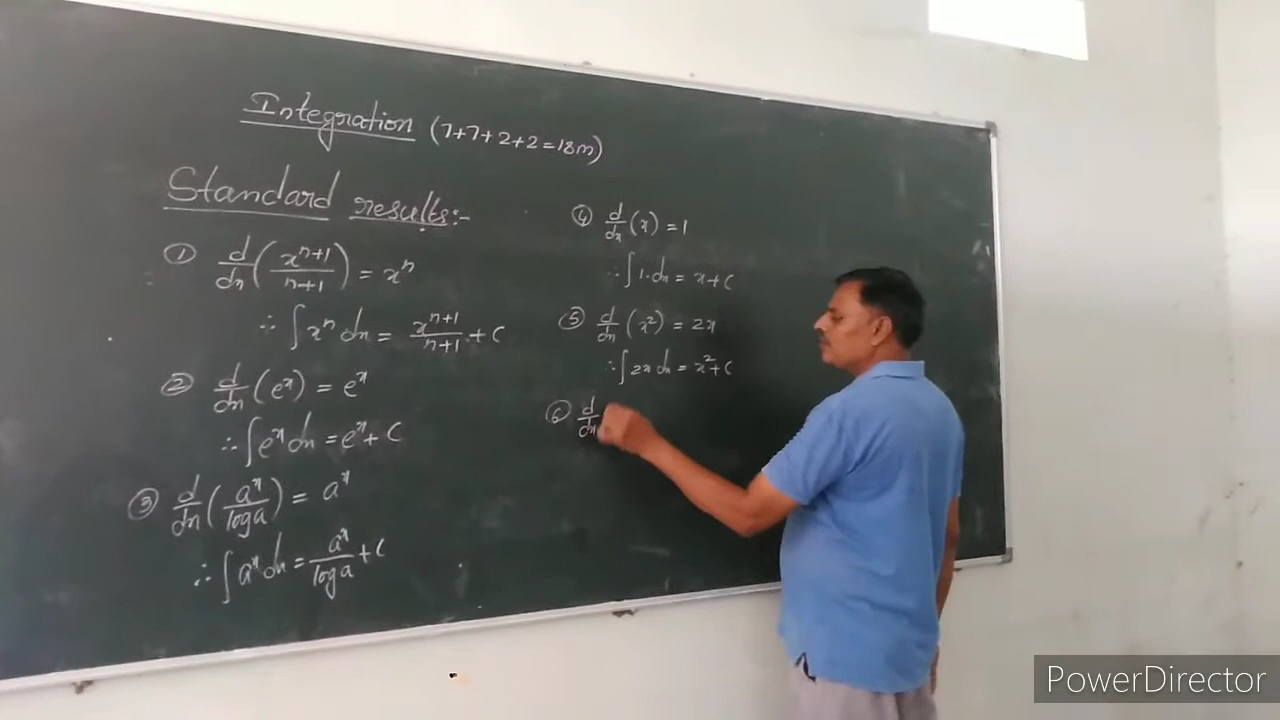 Integration (7+7+2+2=18m)
Standard results:-
① d/dx (x^(n+1)/(n+1)) = x^n
∴ ∫ x^n dx = x^(n+1)/(n+1) + C
② d/dx (e^x) = e^x
∴ ∫ e^x dx = e^x + C
③ d/dx (a^x/log a) = a^x
∴ ∫ a^x dx = a^x/log a + C
④ d/dx (x) = 1
∴ ∫ 1. dx = x + C
⑤ d/dx (x²) = 2x
∴ ∫ 2x dx = x² + C
⑥ d/dx
PowerDirector